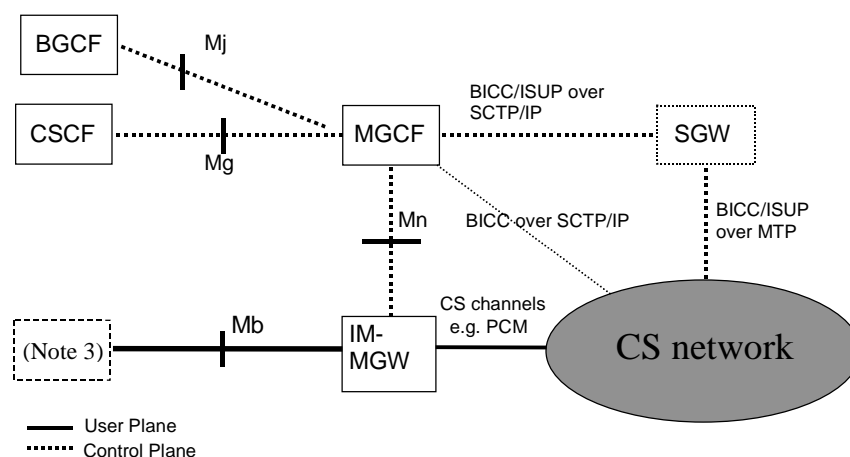 BGCF
Mj
BICC/ISUP over
SCTP/IP
CSCF
Mg
MGCF
SGW
Mn
BICC over SCTP/IP
BICC/ISUP
over MTP
CS channels
e.g. PCM
(Note 3)
Mb
IM-
MGW
CS network
User Plane
Control Plane